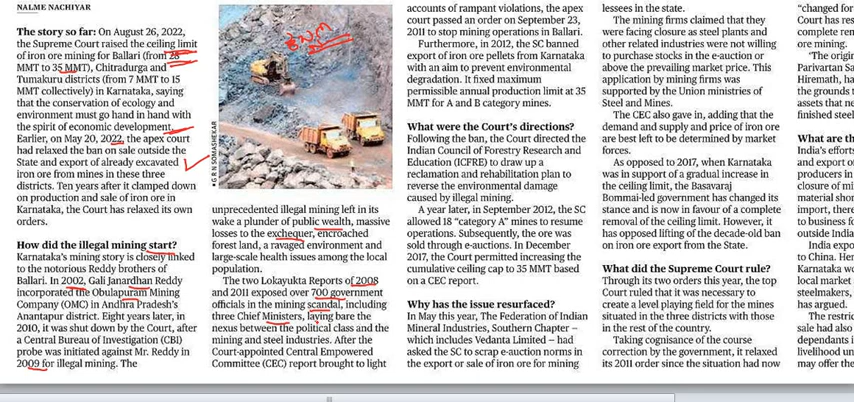 NALME NACHIYAR
The story so far: On August 26, 2022,
the Supreme Court raised the ceiling limit
of iron ore mining for Ballari (from 28
MMT to 35 MMT), Chitradurga and
Tumakuru districts (from 7 MMT to 15
MMT collectively) in Karnataka, saying
that the conservation of ecology and
environment must go hand in hand with
the spirit of economic development.
Earlier, on May 20, 2022, the apex court
had relaxed the ban on sale outside the
State and export of already excavated
iron ore from mines in these three
districts. Ten years after it clamped down
on production and sale of iron ore in
Karnataka, the Court has relaxed its own
orders.
How did the illegal mining start?
Karnataka's mining story is closely linked
to the notorious Reddy brothers of
Ballari. In 2002, Gali Janardhan Reddy
incorporated the Obulapuram Mining
Company (OMC) in Andhra Pradesh's
Anantapur district. Eight years later, in
2010, it was shut down by the Court, after
a Central Bureau of Investigation (CBI)
probe was initiated against Mr. Reddy in
2009 for illegal mining. The
G R N SOMASHEKAR
unprecedented illegal mining left in its
wake a plunder of public wealth, massive
losses to the exchequer, encroached
forest land, a ravaged environment and
large-scale health issues among the local
population.
The two Lokayukta Reports of 2008
and 2011 exposed over 700 government
officials in the mining scandal, including
three Chief Ministers, laying bare the
nexus between the political class and the
mining and steel industries. After the
Court-appointed Central Empowered
Committee (CEC) report brought to light
accounts of rampant violations, the apex
court passed an order on September 23,
2011 to stop mining operations in Ballari.
Furthermore, in 2012, the SC banned
export of iron ore pellets from Karnataka
with an aim to prevent environmental
degradation. It fixed maximum
permissible annual production limit at 35
MMT for A and B category mines.
What were the Court's directions?
Following the ban, the Court directed the
Indian Council of Forestry Research and
Education (ICFRE) to draw up a
reclamation and rehabilitation plan to
reverse the environmental damage
caused by illegal mining.
A year later, in September 2012, the SC
allowed 18 "category A" mines to resume
operations. Subsequently, the ore was
sold through e-auctions. In December
2017, the Court permitted increasing the
cumulative ceiling cap to 35 MMT based
on a CEC report.
Why has the issue resurfaced?
In May this year, The Federation of Indian
Mineral Industries, Southern Chapter –
which includes Vedanta Limited – had
asked the SC to scrap e-auction norms in
the export or sale of iron ore for mining
lessees in the state.
The mining firms claimed that they
were facing closure as steel plants and
other related industries were not willing
to purchase stocks in the e-auction or
above the prevailing market price. This
application by mining firms was
supported by the Union ministries of
Steel and Mines.
The CEC also gave in, adding that the
demand and supply and price of iron ore
are best left to be determined by market
forces.
As opposed to 2017, when Karnataka
was in support of a gradual increase in
the ceiling limit, the Basavaraj
Bommai-led government has changed its
stance and is now in favour of a complete
removal of the ceiling limit. However, it
has opposed lifting of the decade-old ban
on iron ore export from the State.
What did the Supreme Court rule?
Through its two orders this year, the top
Court ruled that it was necessary to
create a level playing field for the mines
situated in the three districts with those
in the rest of the country.
Taking cognisance of the course
correction by the government, it relaxed
its 2011 order since the situation had now
"changed for
Court has res
complete rem
ore mining.
"The origin
Parivartan Sa
Hiremath, ha
the grounds t
assets that ne
finished steel
What are th
India's efforts
and export o
producers in
closure of mi
material shor
import, there
to business fo
outside India
India expo
to China. Hen
Karnataka wo
local market
steelmakers,
has argued.
The restric
sale had also
dependants i
livelihood un
may offer the